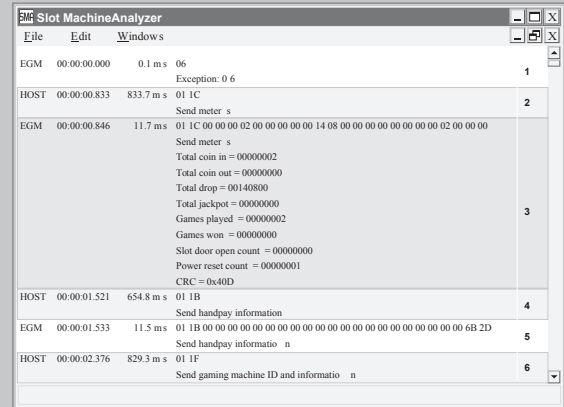 SMA Slot MachineAnalyzer _ X
File Edit Windows _ X
EGM 00:00:00.000 0.1 m s 06 1
Exception: 0 6
HOST 00:00:00.833 833.7 m s 01 1C 2
Send meter s
EGM 00:00:00.846 11.7 m s 01 1C 00 00 00 02 00 00 00 00 00 14 08 00 00 00 00 00 00 00 00 02 00 00 00
Send meter s
Total coin in = 00000002
Total coin out = 00000000
Total drop = 00140800
Total jackpot = 00000000
Games played = 00000002 3
Games won = 00000000
Slot door open count = 00000000
Power reset count = 00000001
CRC = 0x40D
HOST 00:00:01.521 654.8 m s 01 1B 4
Send handpay information
EGM 00:00:01.533 11.5 m s 01 1B 00 00 00 00 00 00 00 00 00 00 00 00 00 00 00 00 00 00 00 00 00 6B 2D 5
Send handpay informatio n
HOST 00:00:02.376 829.3 m s 01 1F 6
Send gaming machine ID and informatio n